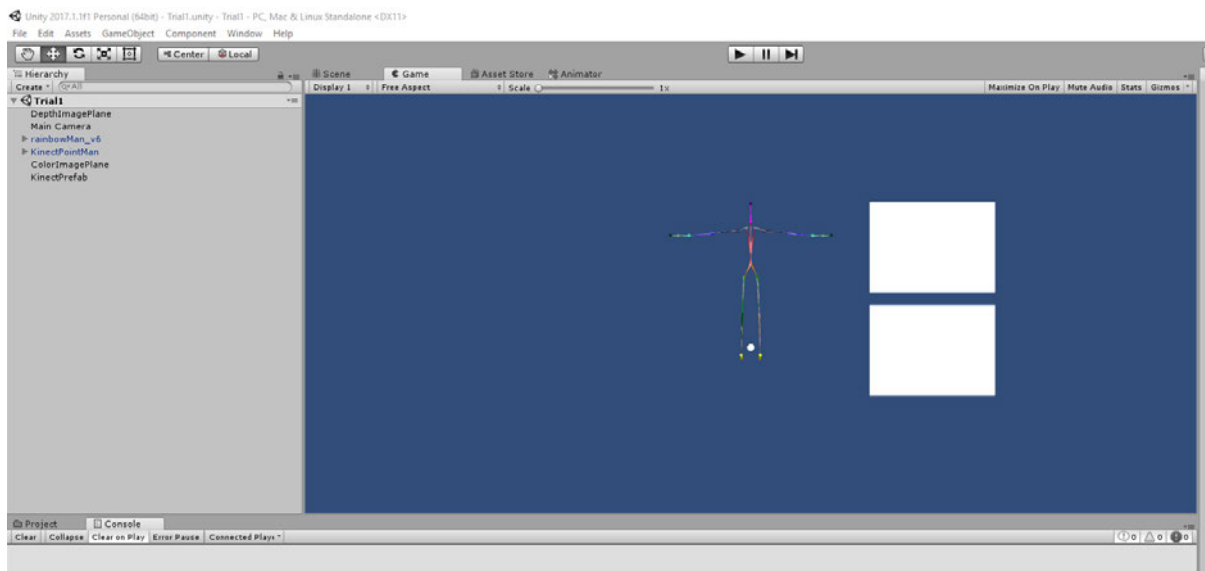 Unity 2017.1.1f1 Personal (64bit) - Trial1.unity - Trial1 - PC, Mac & Linux Standalone <DX11>
File Edit Assets GameObject Component Window Help
Center Local
Hierarchy
Create All
Trial1
DepthImagePlane
Main Camera
rainbowMan_v6
KinectPointMan
ColorImagePlane
KinectPrefab
Scene Game Asset Store Animator
Display 1 Free Aspect Scale 1x Maximize On Play Mute Audio Stats Gizmos
Project Console
Clear Collapse Clear on Play Error Pause Connected Playe 0 0 0